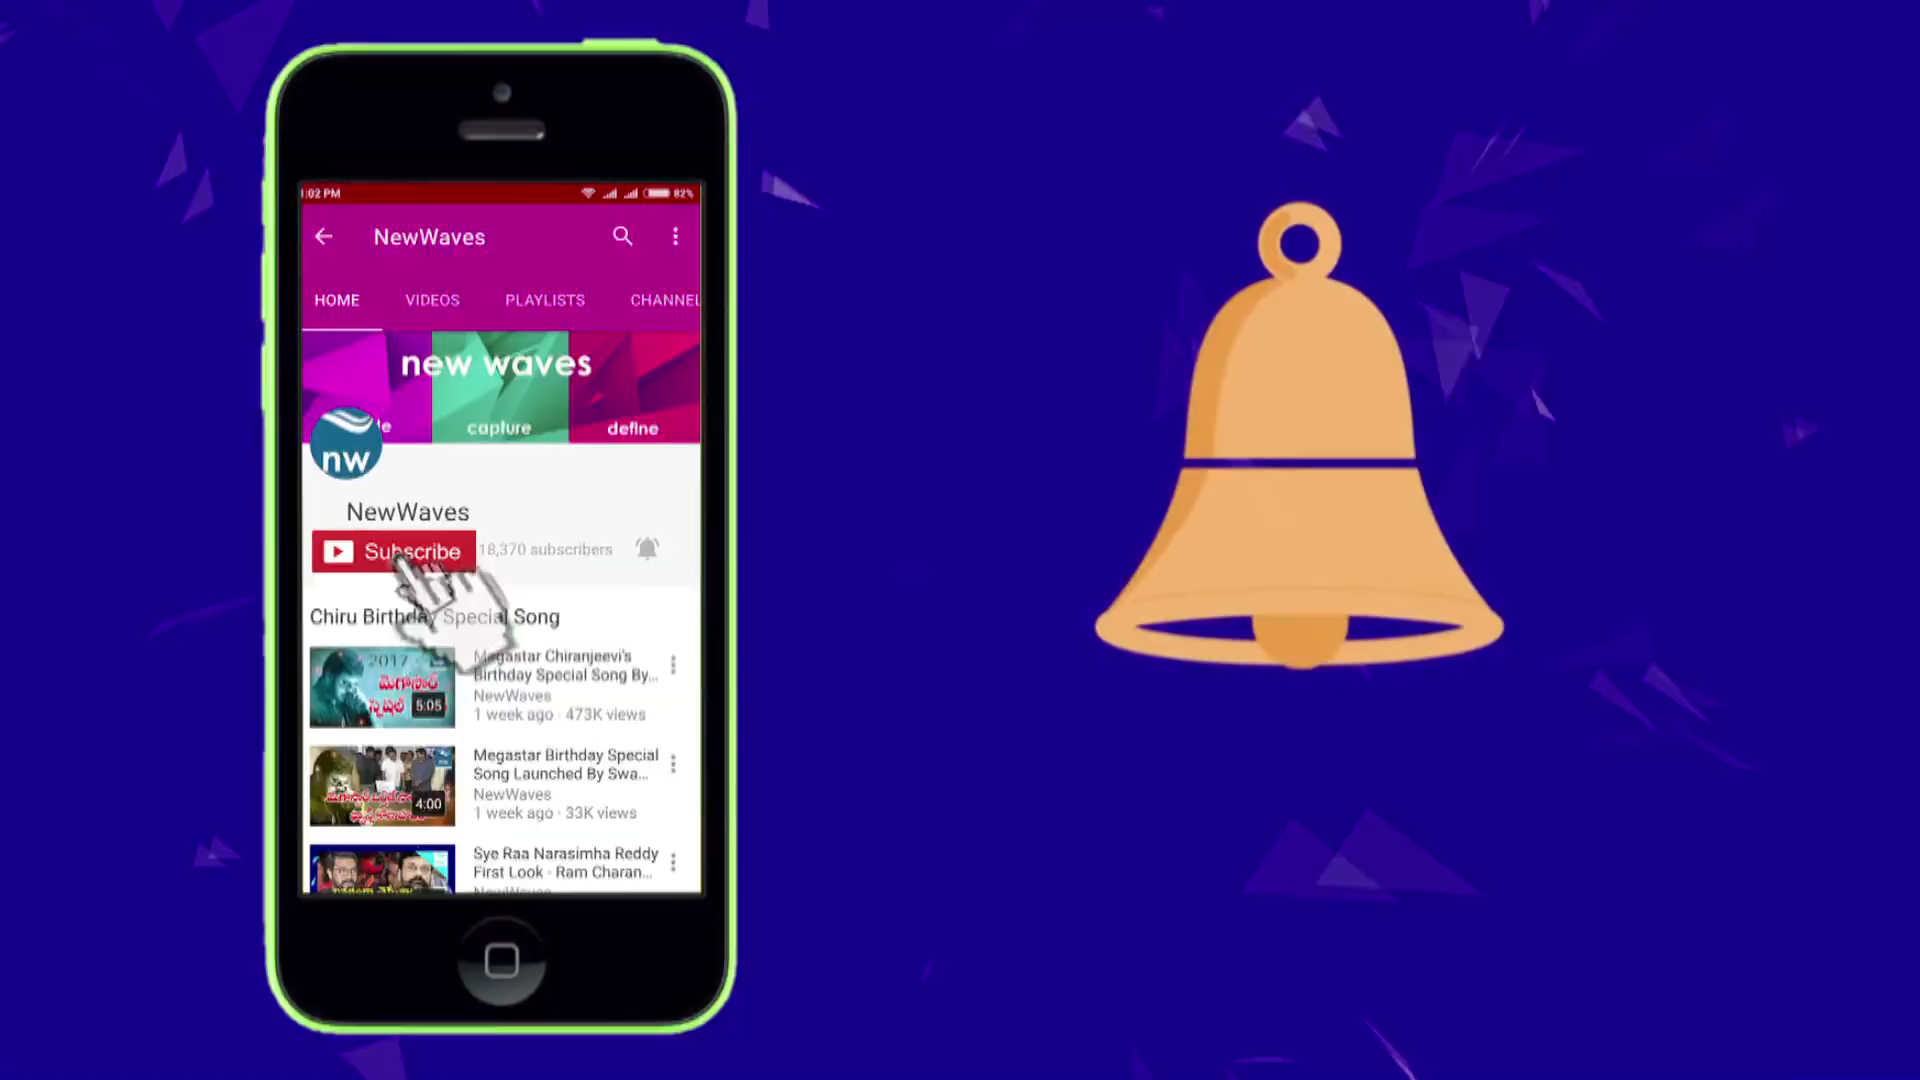 1:02 PM 82%
NewWaves
HOME VIDEOS PLAYLISTS CHANNEL
new waves
capture define
nw
NewWaves
Subscribe 18,370 subscribers
Chiru Birthday Special Song
2017
మెగాస్టార్
స్పెషల్
5:05
Megastar Chiranjeevi's
Birthday Special Song By...
NewWaves
1 week ago · 473K views
4:00
Megastar Birthday Special
Song Launched By Swa...
NewWaves
1 week ago · 33K views
Sye Raa Narasimha Reddy
First Look - Ram Charan...
NewWaves